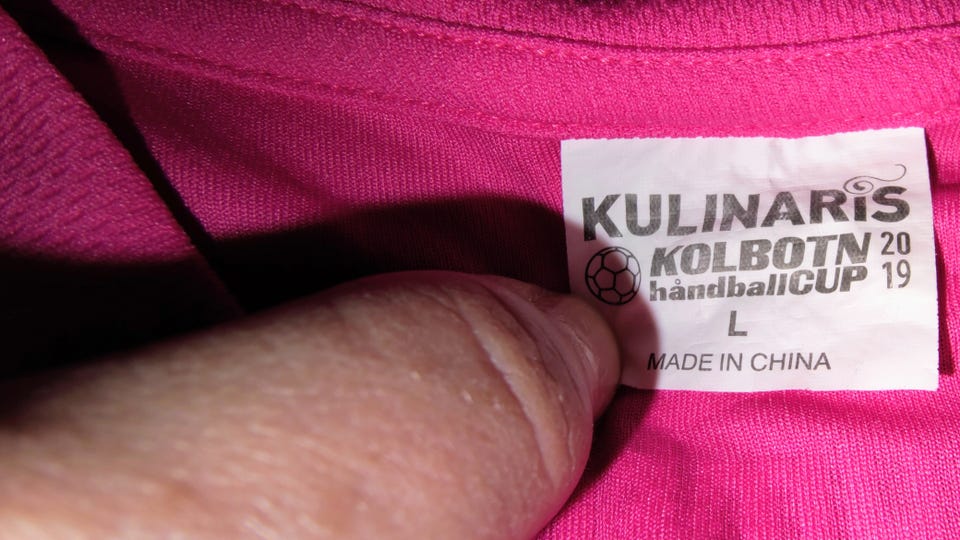 KULINARIS
KOLBOTN 20
håndballCUP 19
L
MADE IN CHINA